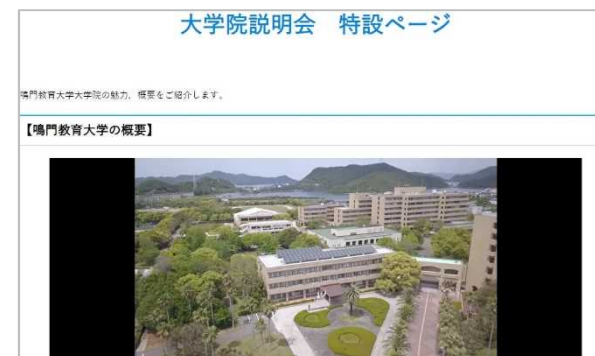 大学院説明会　特設ページ
鳴門教育大学大学院の魅力、概要をご紹介します。
【鳴門教育大学の概要】